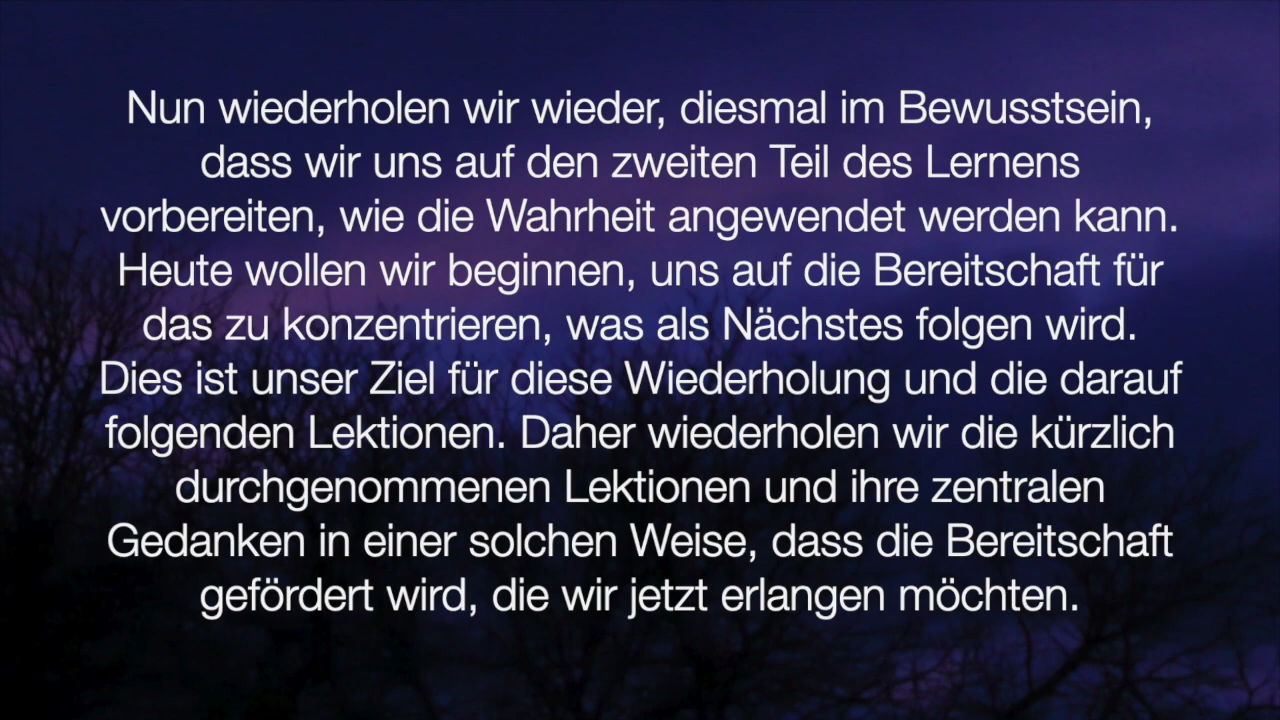 Nun wiederholen wir wieder, diesmal im Bewusstsein,
dass wir uns auf den zweiten Teil des Lernens
vorbereiten, wie die Wahrheit angewendet werden kann.
Heute wollen wir beginnen, uns auf die Bereitschaft für
das zu konzentrieren, was als Nächstes folgen wird.
Dies ist unser Ziel für diese Wiederholung und die darauf
folgenden Lektionen. Daher wiederholen wir die kürzlich
durchgenommenen Lektionen und ihre zentralen
Gedanken in einer solchen Weise, dass die Bereitschaft
gefördert wird, die wir jetzt erlangen möchten.